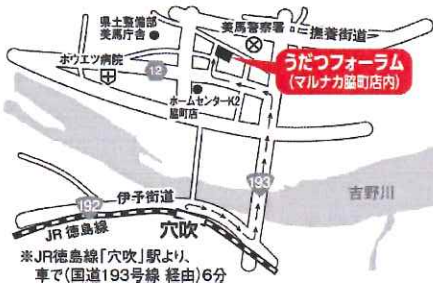 県土整備部
美馬庁舎
美馬警察署
撫養街道
ホウエツ病院
うだつフォーラム
(マルナカ脇町店内)
12
ホームセンターK2
脇町店
193
吉野川
伊予街道
192
JR徳島線
穴吹
※JR徳島線「穴吹」駅より、
車で(国道193号線 経由)6分